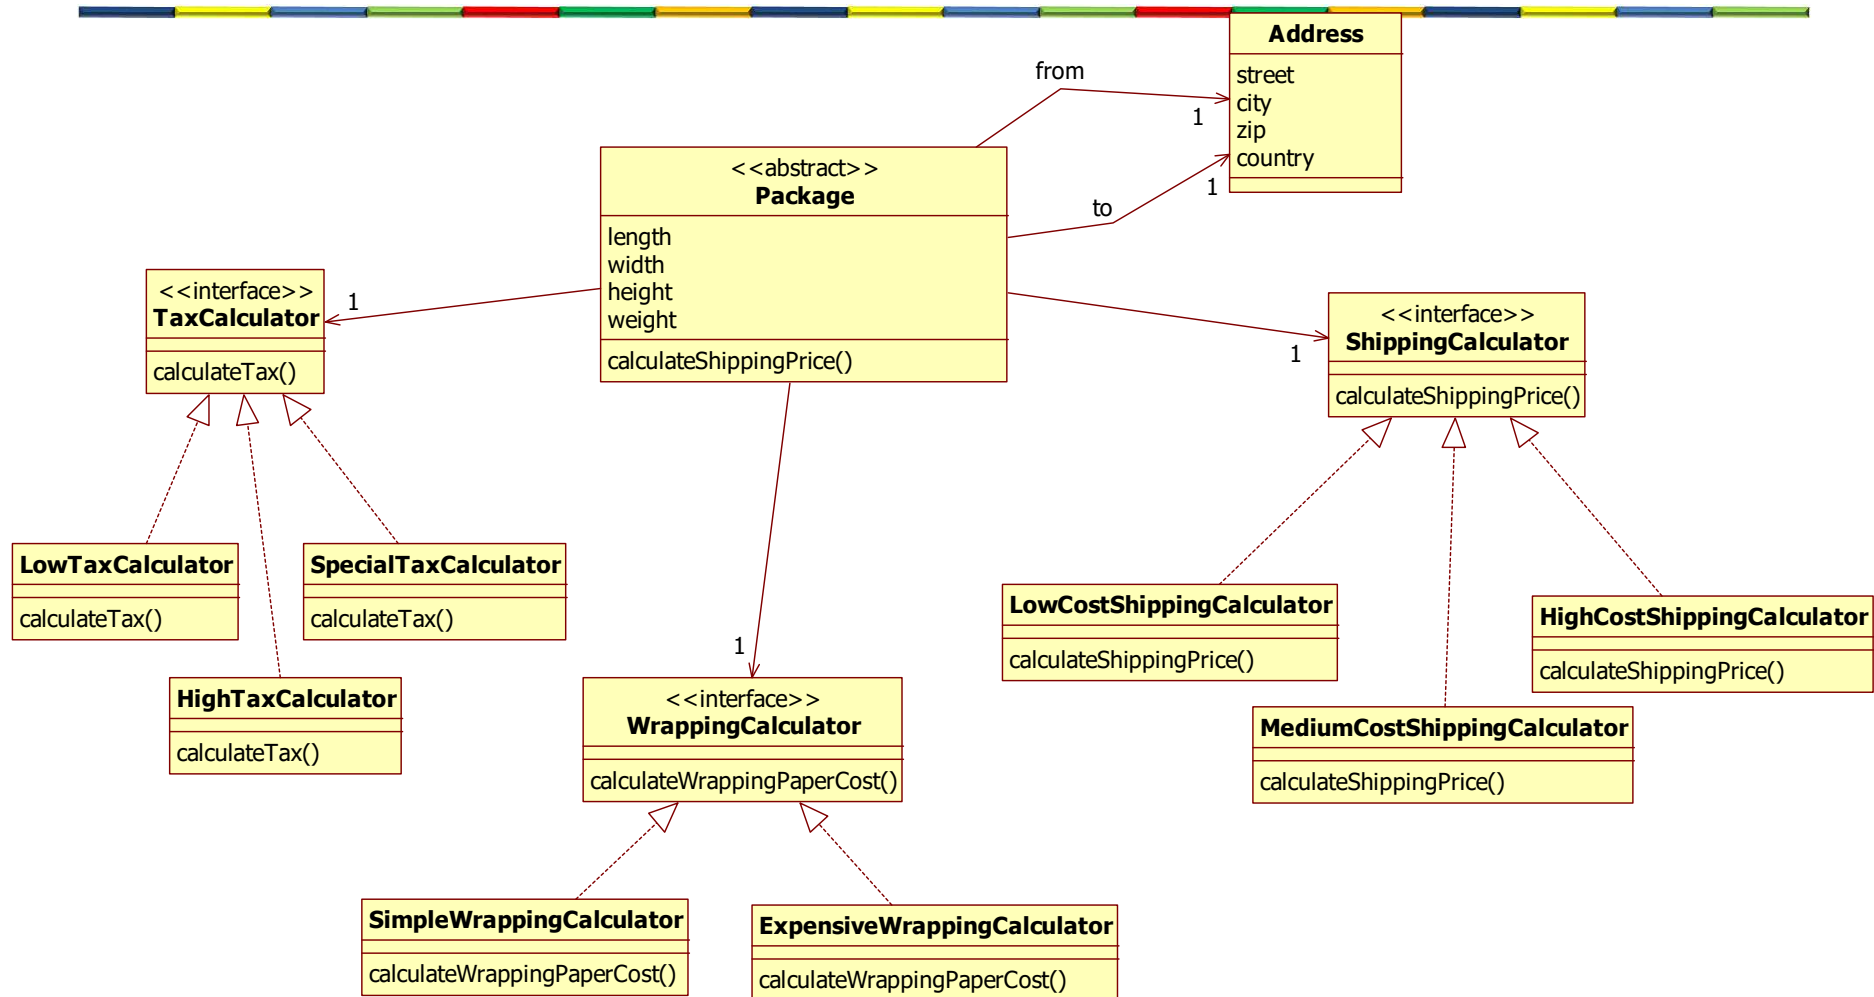 Address
street
city
zip
country
from
1
to
1
<<abstract>>
Package
length
width
height
weight
calculateShippingPrice()
<<interface>>
TaxCalculator
calculateTax()
1
<<interface>>
ShippingCalculator
calculateShippingPrice()
1
LowTaxCalculator
calculateTax()
SpecialTaxCalculator
calculateTax()
HighTaxCalculator
calculateTax()
1
<<interface>>
WrappingCalculator
calculateWrappingPaperCost()
LowCostShippingCalculator
calculateShippingPrice()
HighCostShippingCalculator
calculateShippingPrice()
MediumCostShippingCalculator
calculateShippingPrice()
SimpleWrappingCalculator
calculateWrappingPaperCost()
ExpensiveWrappingCalculator
calculateWrappingPaperCost()